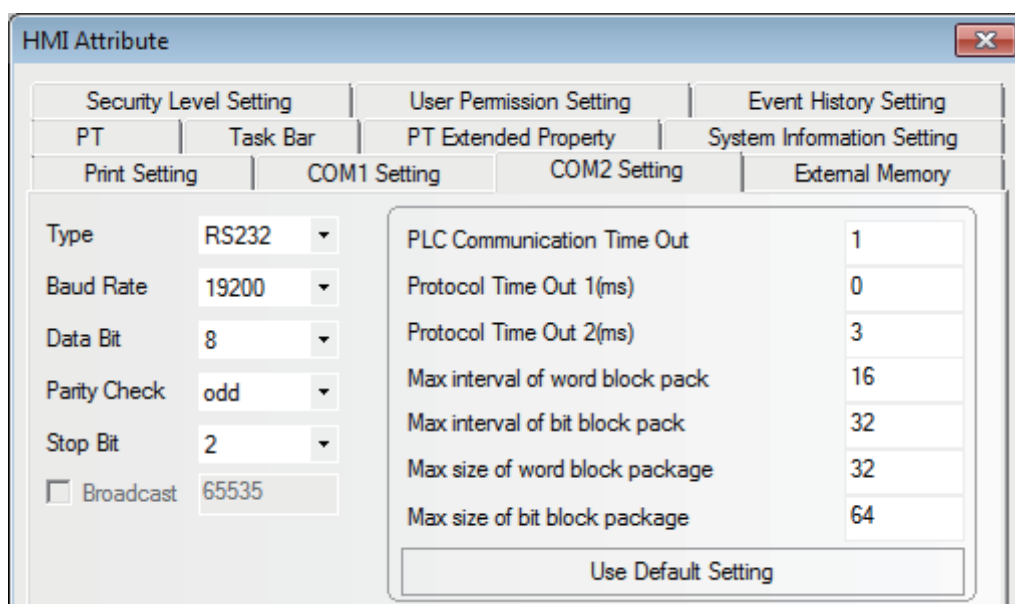 HMI Attribute
Security Level Setting User Permission Setting Event History Setting
PT Task Bar PT Extended Property System Information Setting
Print Setting COM1 Setting COM2 Setting External Memory
Type RS232
Baud Rate 19200
Data Bit 8
Parity Check odd
Stop Bit 2
Broadcast 65535
PLC Communication Time Out 1
Protocol Time Out 1(ms) 0
Protocol Time Out 2(ms) 3
Max interval of word block pack 16
Max interval of bit block pack 32
Max size of word block package 32
Max size of bit block package 64
Use Default Setting